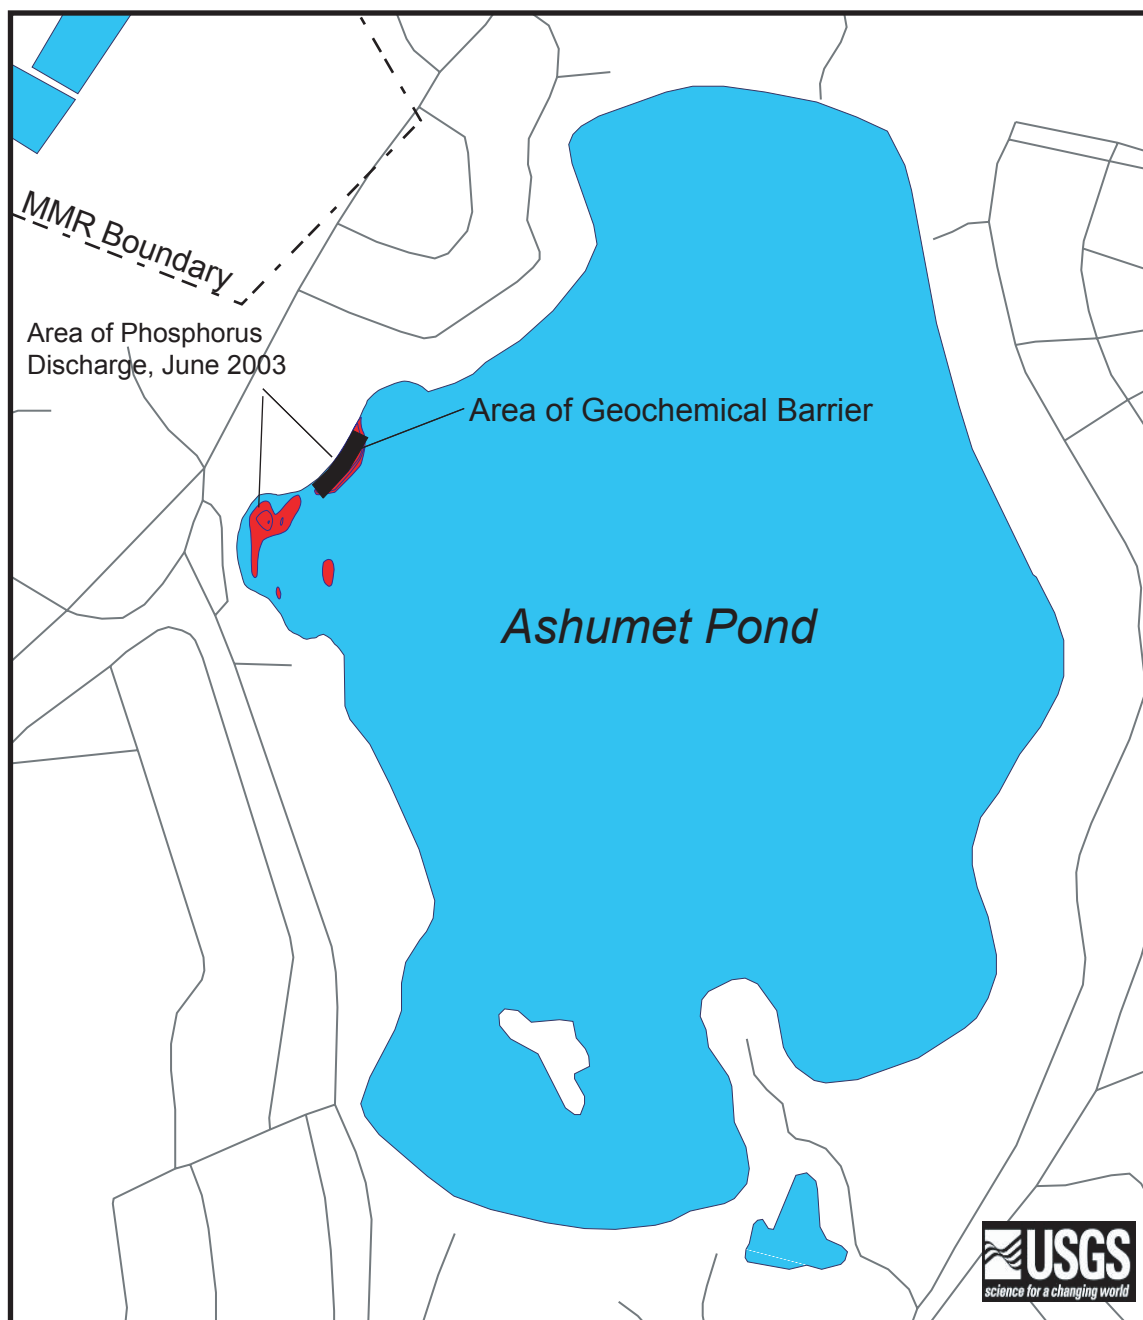 MMR Boundary
Area of Phosphorus
Discharge, June 2003
Area of Geochemical Barrier
Ashumet Pond
USGS
science for a changing world